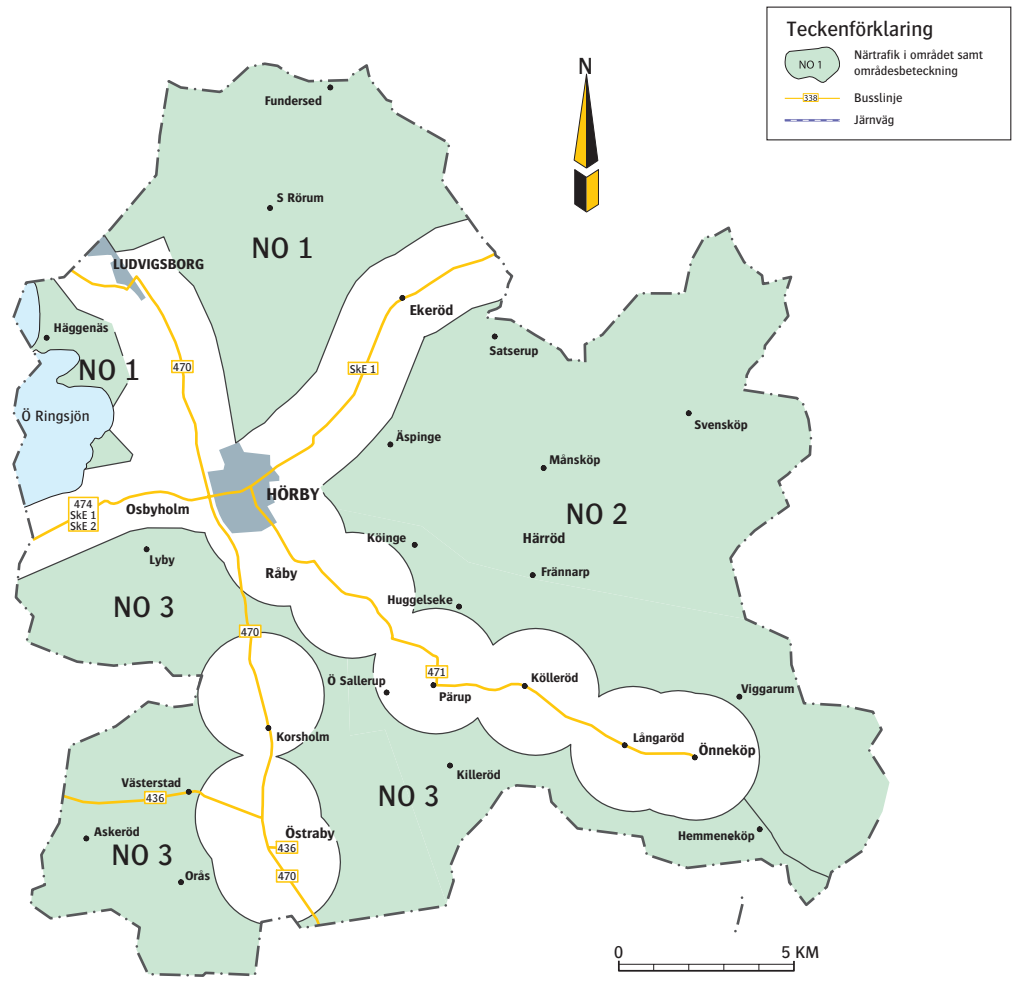 Teckenförklaring
NO 1
Närtrafik i området samt
områdesbeteckning
338
Busslinje
Järnväg
N
Fundersed
S Rörum
NO 1
LUDVIGSBORG
Ekeröd
Häggenäs
NO 1
470
SkE 1
Satserup
Ö Ringsjön
Svensköp
Äspinge
Månsköp
HÖRBY
474
SkE 1
SkE 2
Osbyholm
NO 2
Köinge
Härröd
Lyby
Råby
Frännarp
NO 3
Huggelseke
470
471
Ö Sallerup
Pärup
Kölleröd
Viggarum
Korsholm
Långaröd
Önneköp
Killeröd
Västerstad
436
NO 3
Askeröd
Östraby
Hemmeneköp
NO 3
436
Orås
470
0
5 KM